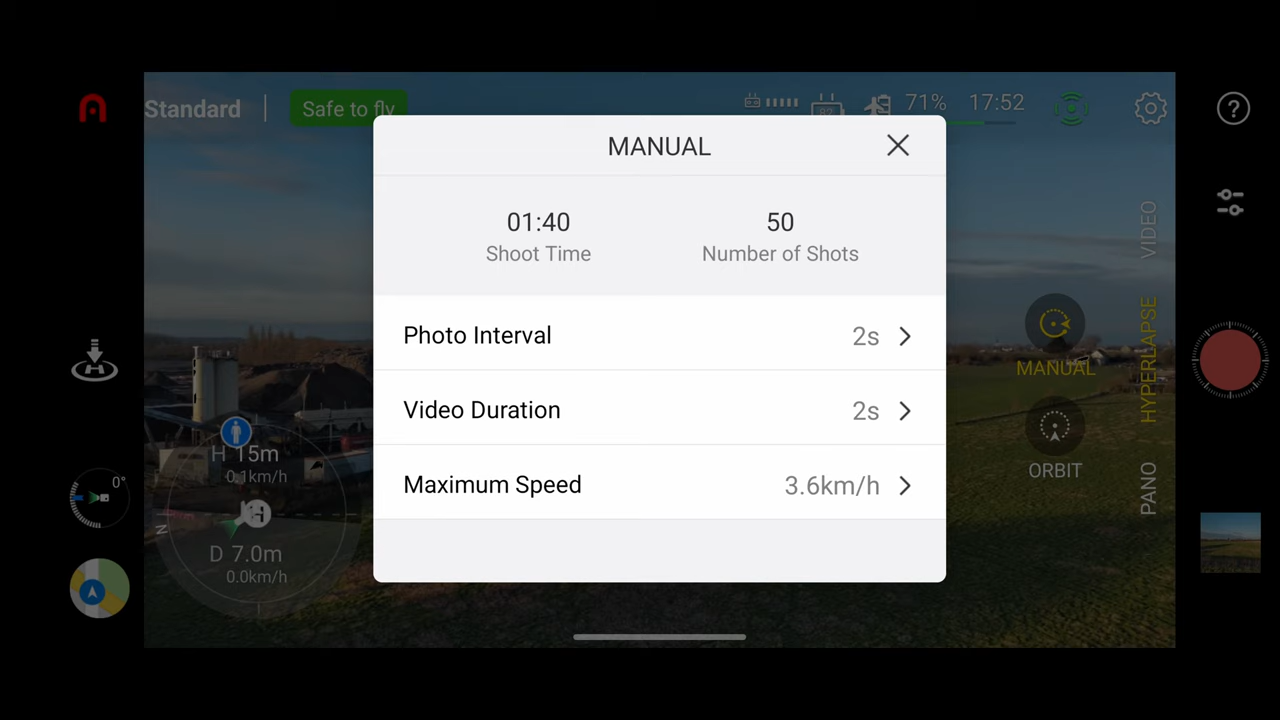 Standard
Safe to fly
71%
17:52
MANUAL
01:40
Shoot Time
50
Number of Shots
Photo Interval
2s
Video Duration
2s
Maximum Speed
3.6km/h
VIDEO
HYPERLAPSE
PANO
MANUAL
ORBIT
0°
H 15m
0.1km/h
H
N
D 7.0m
0.0km/h
?